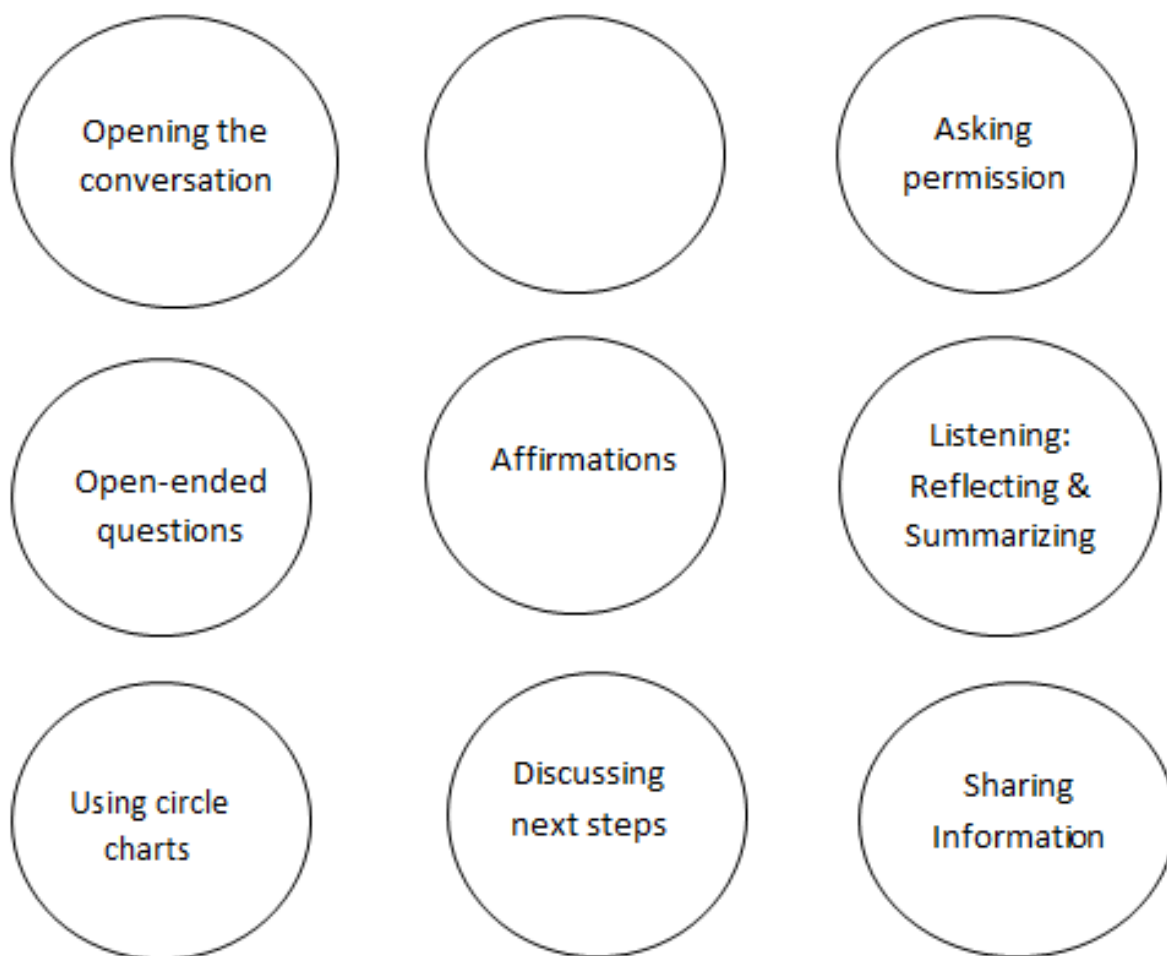 Opening the
conversation
Asking
permission
Open-ended
questions
Affirmations
Listening:
Reflecting &
Summarizing
Using circle
charts
Discussing
next steps
Sharing
Information